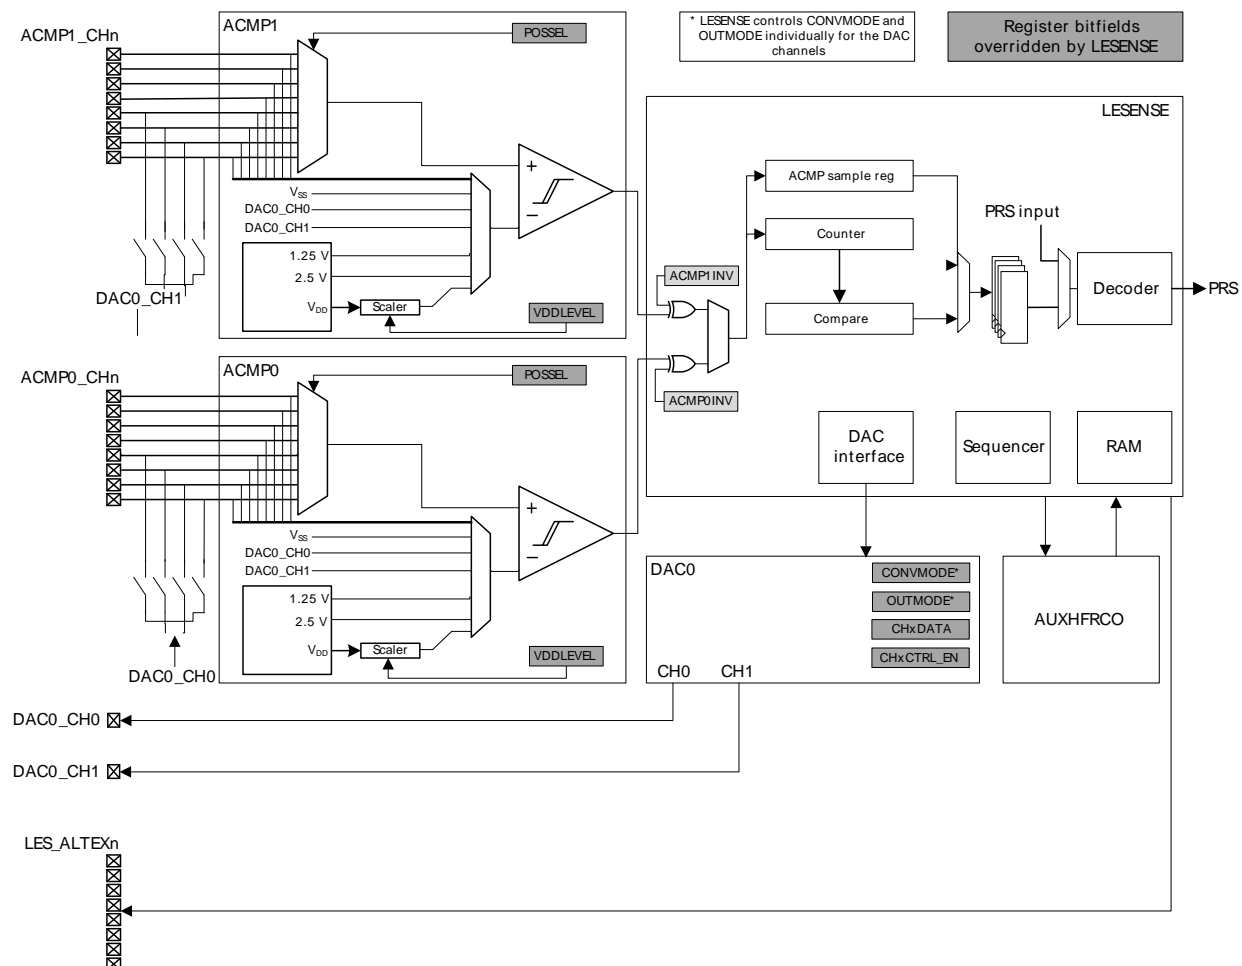 ACMP1_CHn
ACMP1
POSSEL
* LESENSE controls CONVMODE and
OUTMODE individually for the DAC
channels
Register bitfields
overridden by LESENSE
LESENSE
+
−
VSS
DAC0_CH0
DAC0_CH1
1.25 V
2.5 V
VDD
Scaler
VDDLEVEL
DAC0_CH1
ACMP sample reg
Counter
Compare
PRS input
Decoder
PRS
ACMP1INV
ACMP0INV
ACMP0_CHn
ACMP0
POSSEL
+
−
VSS
DAC0_CH0
DAC0_CH1
1.25 V
2.5 V
VDD
Scaler
VDDLEVEL
DAC0_CH0
DAC
interface
Sequencer
RAM
DAC0
CONVMODE*
OUTMODE*
CHxDATA
CHxCTRL_EN
CH0
CH1
AUXHFRCO
DAC0_CH0
DAC0_CH1
LES_ALTEXn